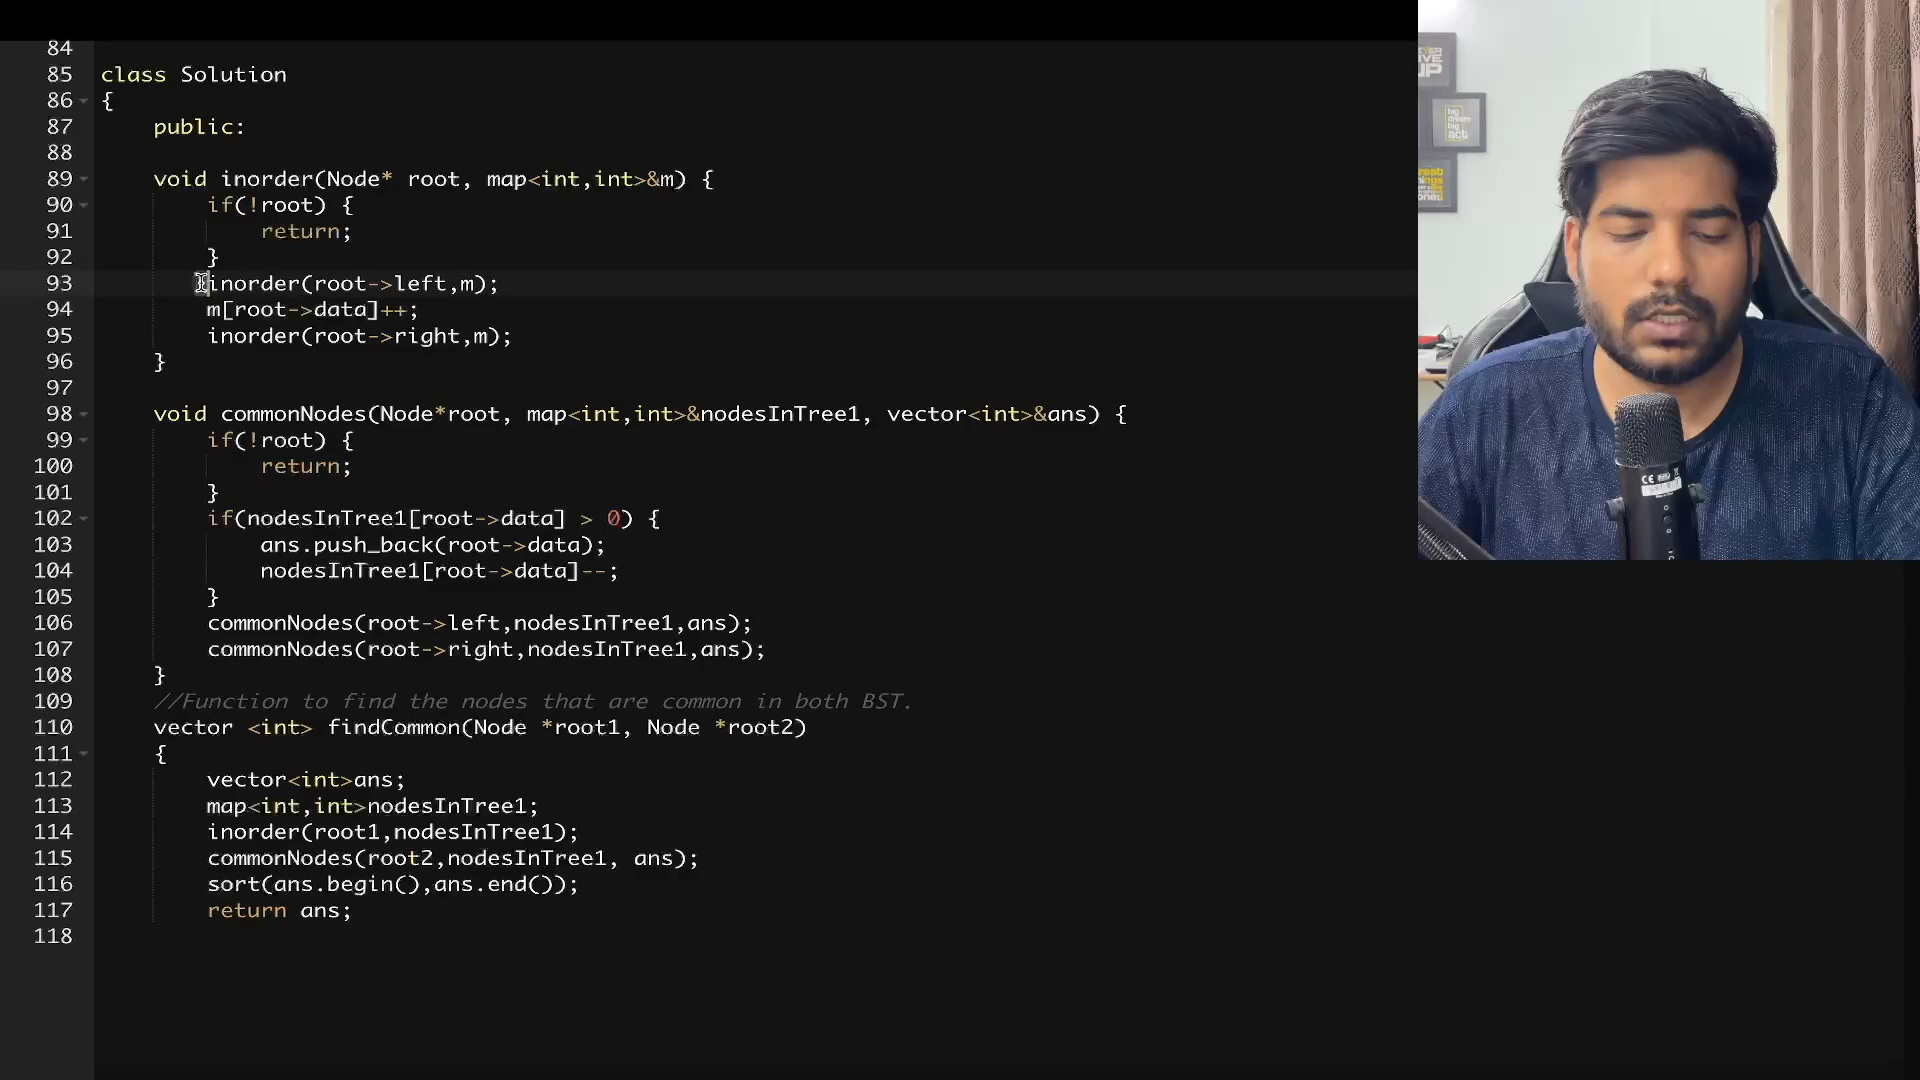 84
85 class Solution
86 {
87 public:
88
89 void inorder(Node* root, map<int,int>&m) {
90 if(!root) {
91 return;
92 }
93 inorder(root->left,m);
94 m[root->data]++;
95 inorder(root->right,m);
96 }
97
98 void commonNodes(Node*root, map<int,int>&nodesInTree1, vector<int>&ans) {
99 if(!root) {
100 return;
101 }
102 if(nodesInTree1[root->data] > 0) {
103 ans.push_back(root->data);
104 nodesInTree1[root->data]--;
105 }
106 commonNodes(root->left,nodesInTree1,ans);
107 commonNodes(root->right,nodesInTree1,ans);
108 }
109 //Function to find the nodes that are common in both BST.
110 vector <int> findCommon(Node *root1, Node *root2)
111 {
112 vector<int>ans;
113 map<int,int>nodesInTree1;
114 inorder(root1,nodesInTree1);
115 commonNodes(root2,nodesInTree1, ans);
116 sort(ans.begin(),ans.end());
117 return ans;
118
big
dream
big
act
CE